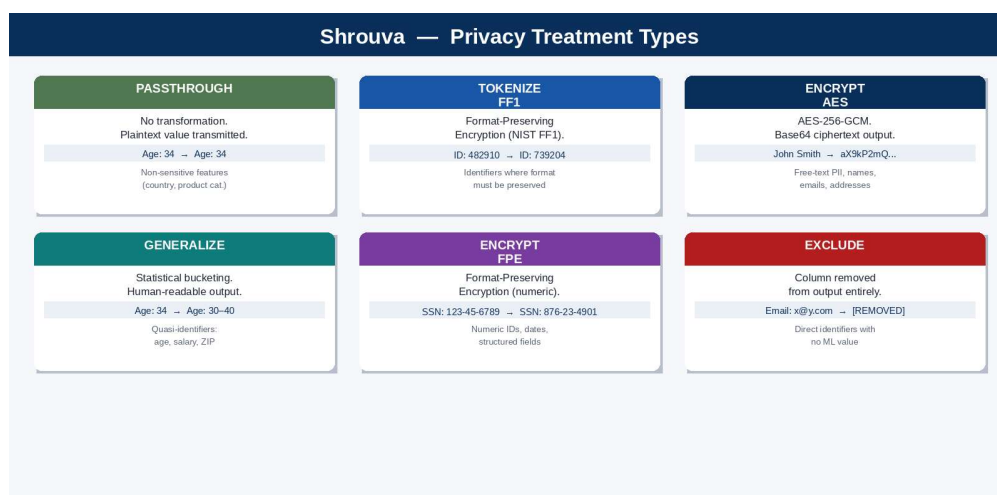 Shrouva — Privacy Treatment Types
PASSTHROUGH
No transformation.
Plaintext value transmitted.
Age: 34 → Age: 34
Non-sensitive features
(country, product cat.)
TOKENIZE
FF1
Format-Preserving
Encryption (NIST FF1).
ID: 482910 → ID: 739204
Identifiers where format
must be preserved
ENCRYPT
AES
AES-256-GCM.
Base64 ciphertext output.
John Smith → aX9kP2mQ...
Free-text PII, names,
emails, addresses
GENERALIZE
Statistical bucketing.
Human-readable output.
Age: 34 → Age: 30–40
Quasi-identifiers:
age, salary, ZIP
ENCRYPT
FPE
Format-Preserving
Encryption (numeric).
SSN: 123-45-6789 → SSN: 876-23-4901
Numeric IDs, dates,
structured fields
EXCLUDE
Column removed
from output entirely.
Email: x@y.com → [REMOVED]
Direct identifiers with
no ML value